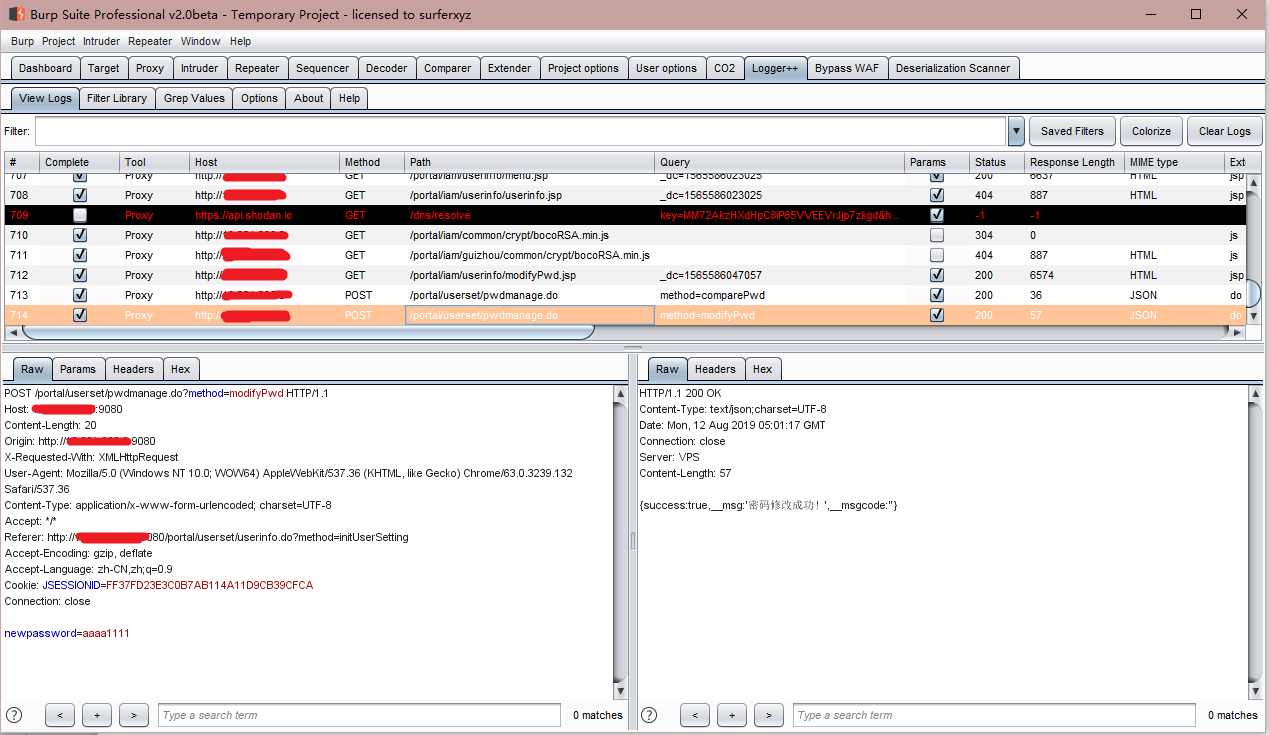 Burp Suite Professional v2.0beta - Temporary Project - licensed to surferxyz
Burp Project Intruder Repeater Window Help
Dashboard Target Proxy Intruder Repeater Sequencer Decoder Comparer Extender Project options User options CO2 Logger++ Bypass WAF Deserialization Scanner
View Logs Filter Library Grep Values Options About Help
Filter: Saved Filters Colorize Clear Logs
# Complete Tool Host Method Path Query Params Status Response Length MIME type Ext
707 Proxy http:// GET /portal/iam/userinfo/menu.jsp _dc=1565586023025 200 6637 HTML jsp
708 Proxy http:// GET /portal/iam/userinfo/userinfo.jsp _dc=1565586023025 404 887 HTML jsp
709 Proxy https://api.shodan.io GET /dns/resolve key=MM72AkzHXdHpC8iP65VVEEVrJjp7zkgd&h... -1 -1
710 Proxy http:// GET /portal/iam/common/crypt/bocoRSA.min.js 304 0 js
711 Proxy http:// GET /portal/iam/guizhou/common/crypt/bocoRSA.min.js 404 887 HTML js
712 Proxy http:// GET /portal/iam/userinfo/modifyPwd.jsp _dc=1565586047057 200 6574 HTML jsp
713 Proxy http:// POST /portal/userset/pwdmanage.do method=comparePwd 200 36 JSON do
714 Proxy http:// POST /portal/userset/pwdmanage.do method=modifyPwd 200 57 JSON do
Raw Params Headers Hex
POST /portal/userset/pwdmanage.do?method=modifyPwd HTTP/1.1
Host: :9080
Content-Length: 20
Origin: http:// 9080
X-Requested-With: XMLHttpRequest
User-Agent: Mozilla/5.0 (Windows NT 10.0; WOW64) AppleWebKit/537.36 (KHTML, like Gecko) Chrome/63.0.3239.132
Safari/537.36
Content-Type: application/x-www-form-urlencoded; charset=UTF-8
Accept: */*
Referer: http:// 080/portal/userset/userinfo.do?method=initUserSetting
Accept-Encoding: gzip, deflate
Accept-Language: zh-CN,zh;q=0.9
Cookie: JSESSIONID=FF37FD23E3C0B7AB114A11D9CB39CFCA
Connection: close
newpassword=aaaa1111
? < + > Type a search term 0 matches
Raw Headers Hex
HTTP/1.1 200 OK
Content-Type: text/json;charset=UTF-8
Date: Mon, 12 Aug 2019 05:01:17 GMT
Connection: close
Server: VPS
Content-Length: 57
{success:true,__msg:'密码修改成功！',__msgcode:''}
? < + > Type a search term 0 matches